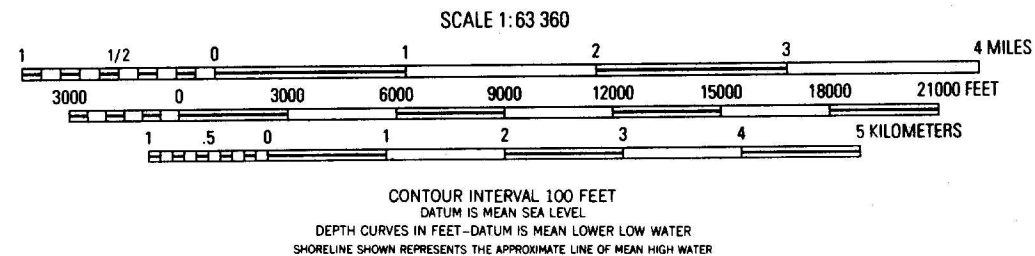 SCALE 1:63 360
1 1/2 0 1 2 3 4 MILES
3000 0 3000 6000 9000 12000 15000 18000 21000 FEET
1 .5 0 1 2 3 4 5 KILOMETERS
CONTOUR INTERVAL 100 FEET
DATUM IS MEAN SEA LEVEL
DEPTH CURVES IN FEET-DATUM IS MEAN LOWER LOW WATER
SHORELINE SHOWN REPRESENTS THE APPROXIMATE LINE OF MEAN HIGH WATER